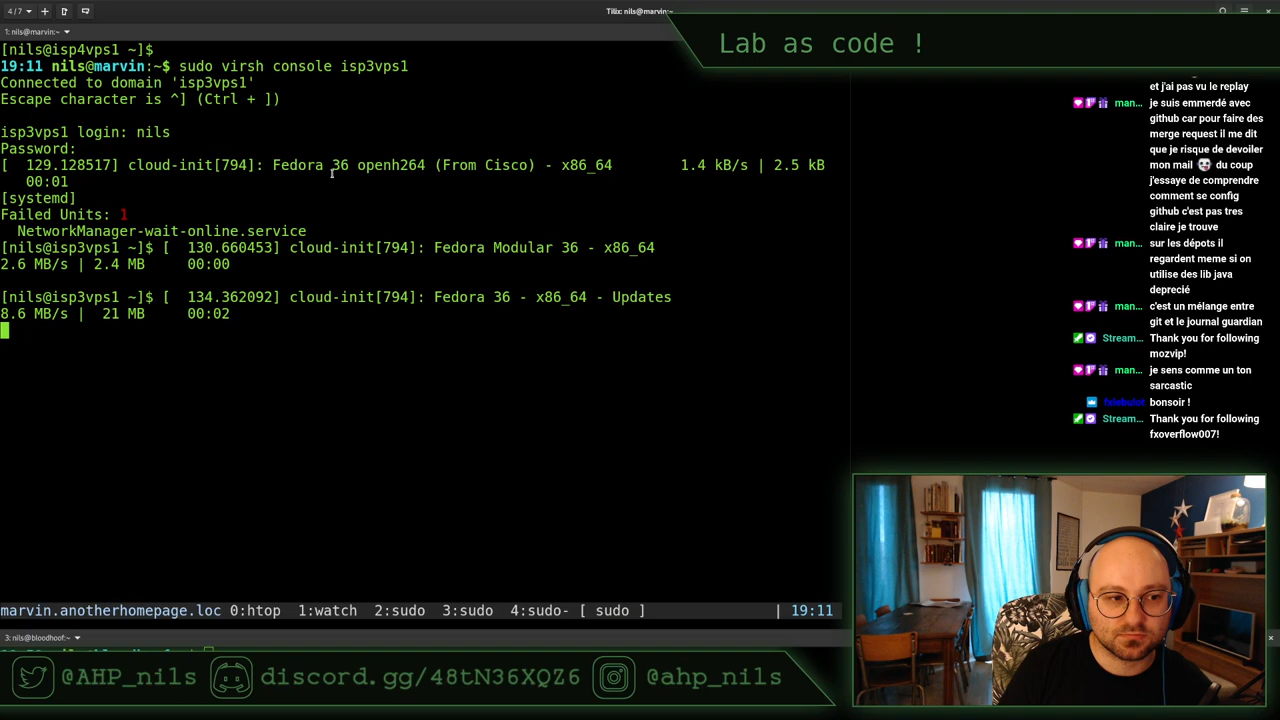 4/7
Tilix: nils@marvin:~
1: nils@marvin:~
Lab as code !
[nils@isp4vps1 ~]$
19:11 nils@marvin:~$ sudo virsh console isp3vps1
Connected to domain 'isp3vps1'
Escape character is ^] (Ctrl + ])
isp3vps1 login: nils
Password:
[  129.128517] cloud-init[794]: Fedora 36 openh264 (From Cisco) - x86_64        1.4 kB/s | 2.5 kB
00:01
[systemd]
Failed Units: 1
NetworkManager-wait-online.service
[nils@isp3vps1 ~]$ [  130.660453] cloud-init[794]: Fedora Modular 36 - x86_64
2.6 MB/s | 2.4 MB     00:00
[nils@isp3vps1 ~]$ [  134.362092] cloud-init[794]: Fedora 36 - x86_64 - Updates
8.6 MB/s |  21 MB     00:02
marvin.anotherhomepage.loc 0:htop  1:watch  2:sudo  3:sudo  4:sudo- [ sudo ] | 19:11
3: nils@bloodhoof:~
et j'ai pas vu le replay
man... je suis emmerdé avec
github car pour faire des
merge request il me dit
que je risque de devoiler
mon mail 💀 du coup
j'essaye de comprendre
comment se config
github c'est pas tres
claire je trouve
man... sur les dépots il
regardent meme si on
utilise des lib java
deprecié
man... c'est un mélange entre
git et le journal guardian
Stream... Thank you for following
mozvip!
man... je sens comme un ton
sarcastic
fxlebulot bonsoir !
Stream... Thank you for following
fxoverflow007!
@AHP_nils discord.gg/48tN36XQZ6 @ahp_nils